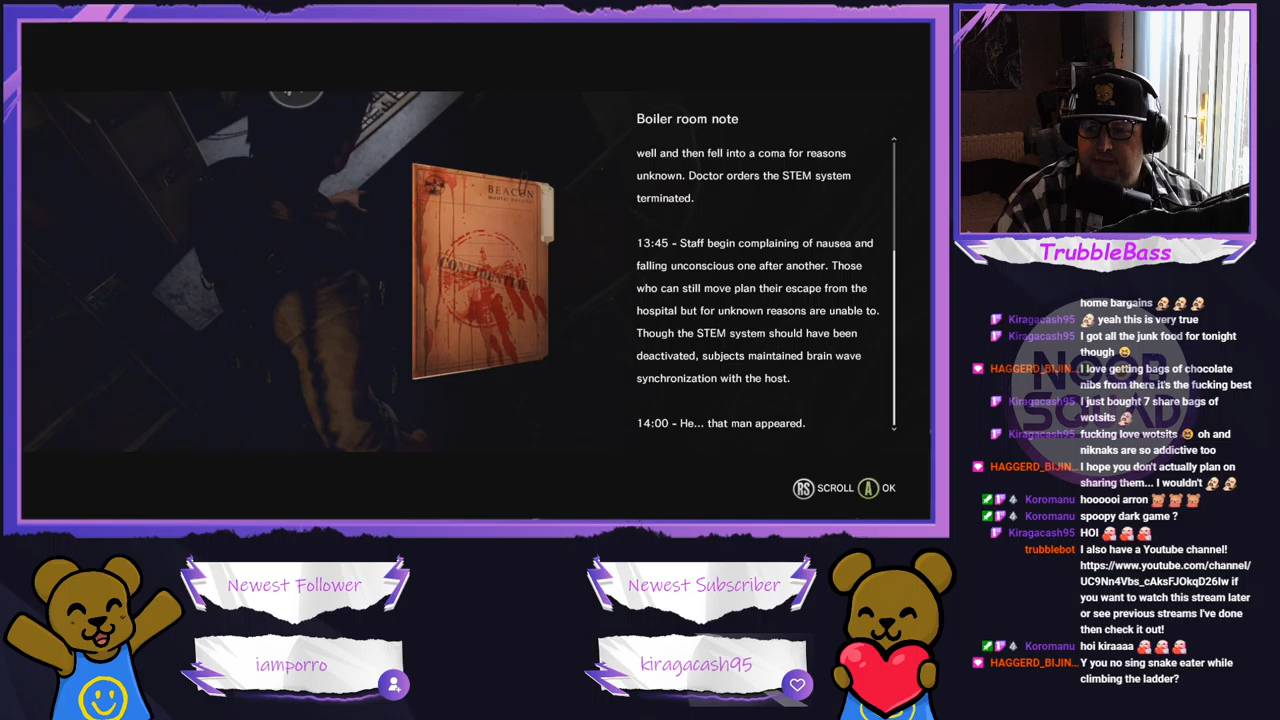 Boiler room note
well and then fell into a coma for reasons
unknown. Doctor orders the STEM system
terminated.
13:45 - Staff begin complaining of nausea and
falling unconscious one after another. Those
who can still move plan their escape from the
hospital but for unknown reasons are unable to.
Though the STEM system should have been
deactivated, subjects maintained brain wave
synchronization with the host.
14:00 - He... that man appeared.
RS SCROLL A OK
BEACON
mental hospital
CONFIDENTIAL
TrubbleBass
NOOB
SQUAD
home bargains
Kiragacash95 yeah this is very true
Kiragacash95 I got all the junk food for tonight
though
HAGGERD_BIJIN... I love getting bags of chocolate
nibs from there it's the fucking best
Kiragacash95 I just bought 7 share bags of
wotsits
Kiragacash95 fucking love wotsits oh and
niknaks are so addictive too
HAGGERD_BIJIN... I hope you don't actually plan on
sharing them... I wouldn't
Koromanu hoooooi arron
Koromanu spoopy dark game ?
Kiragacash95 HOI
trubblebot I also have a Youtube channel!
https://www.youtube.com/channel/
UC9Nn4Vbs_cAksFJOkqD26Iw if
you want to watch this stream later
or see previous streams I've done
then check it out!
Koromanu hoi kiraaaa
HAGGERD_BIJIN... Y you no sing snake eater while
climbing the ladder?
Newest Follower
iamporro
Newest Subscriber
kiragacash95